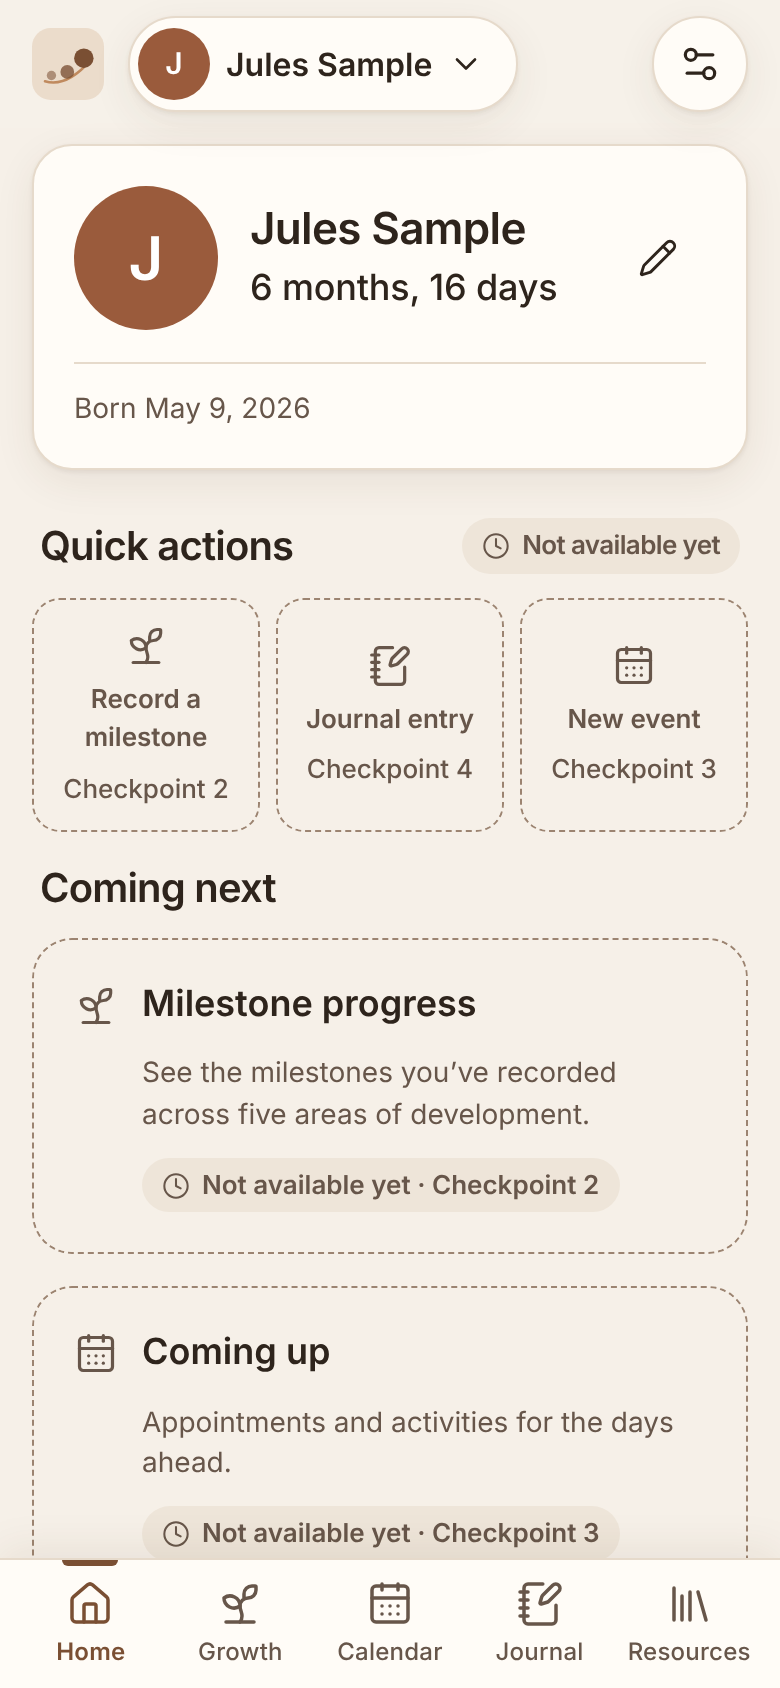 J
Jules Sample
J
Jules Sample
6 months, 16 days
Born May 9, 2026
Quick actions
Not available yet
Record a
milestone
Checkpoint 2
Journal entry
Checkpoint 4
New event
Checkpoint 3
Coming next
Milestone progress
See the milestones you’ve recorded
across five areas of development.
Not available yet · Checkpoint 2
Coming up
Appointments and activities for the days
ahead.
Not available yet · Checkpoint 3
Home
Growth
Calendar
Journal
Resources